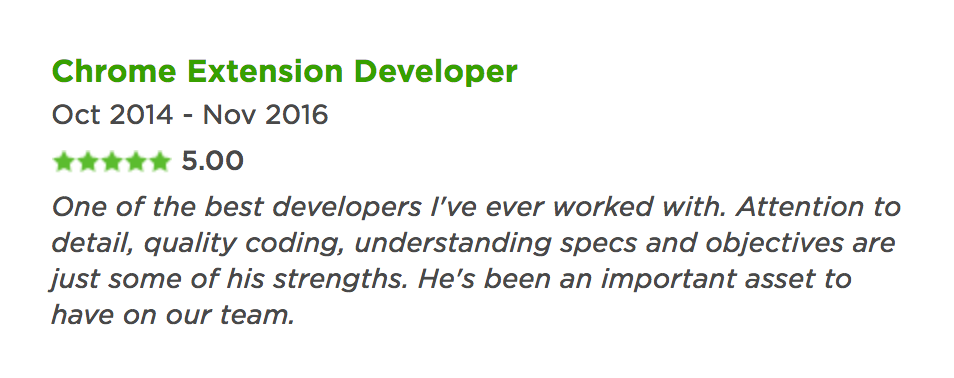 Chrome Extension Developer
Oct 2014 - Nov 2016
5.00
One of the best developers I've ever worked with. Attention to
detail, quality coding, understanding specs and objectives are
just some of his strengths. He's been an important asset to
have on our team.